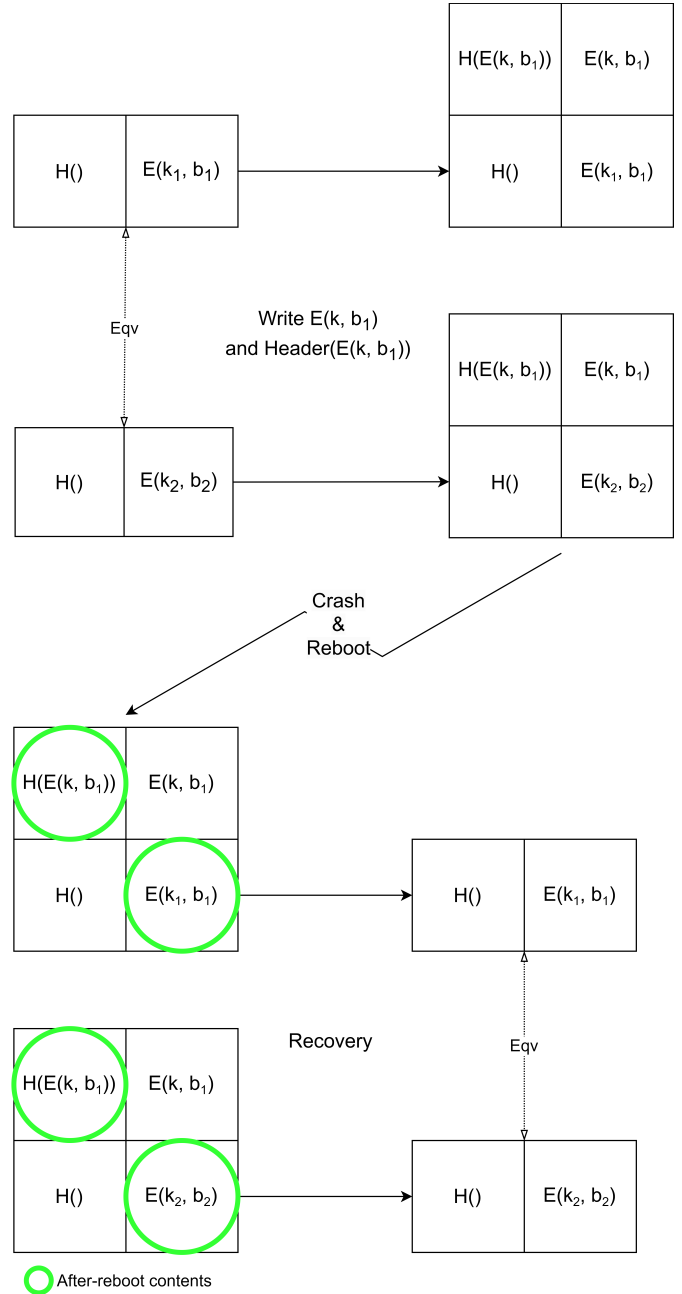 H(E(k, b₁)) E(k, b₁)
H() E(k₁, b₁) H() E(k₁, b₁)
Eqv
Write E(k, b₁)
and Header(E(k, b₁))
H(E(k, b₁)) E(k, b₁)
H() E(k₂, b₂) H() E(k₂, b₂)
Crash
&
Reboot
H(E(k, b₁)) E(k, b₁)
H() E(k₁, b₁) H() E(k₁, b₁)
Recovery
Eqv
H(E(k, b₁)) E(k, b₁)
H() E(k₂, b₂) H() E(k₂, b₂)
After-reboot contents